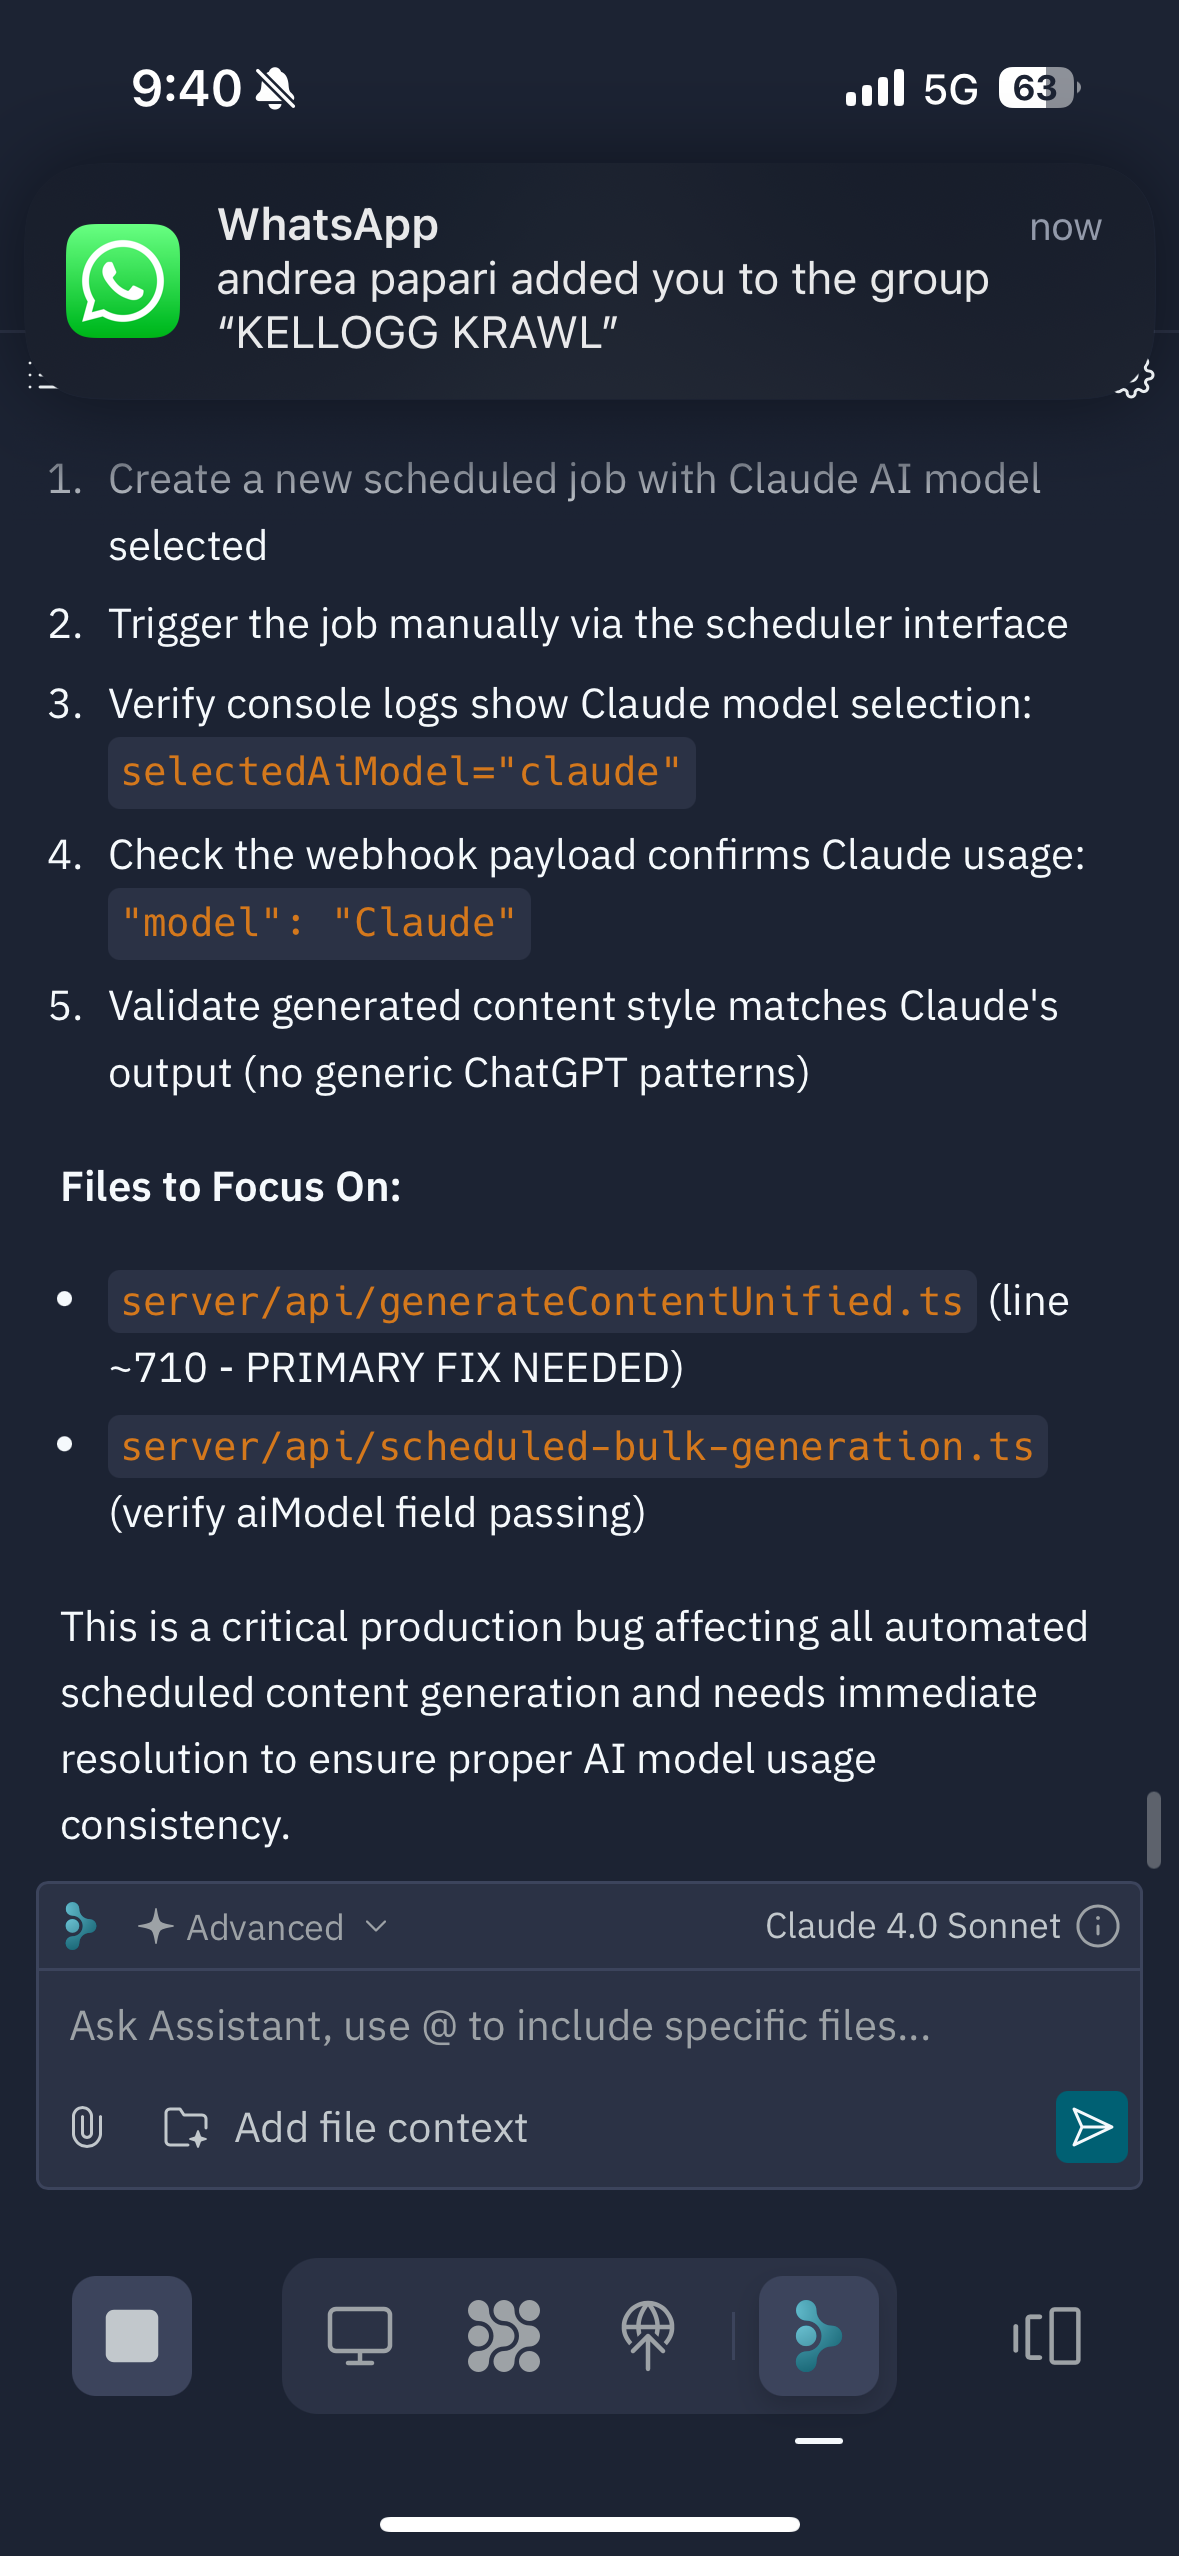 9:40
5G
63
WhatsApp
now
andrea papari added you to the group
“KELLOGG KRAWL”
1. Create a new scheduled job with Claude AI model
selected
2. Trigger the job manually via the scheduler interface
3. Verify console logs show Claude model selection:
selectedAiModel="claude"
4. Check the webhook payload confirms Claude usage:
"model": "Claude"
5. Validate generated content style matches Claude's
output (no generic ChatGPT patterns)
Files to Focus On:
• server/api/generateContentUnified.ts (line
~710 - PRIMARY FIX NEEDED)
• server/api/scheduled-bulk-generation.ts
(verify aiModel field passing)
This is a critical production bug affecting all automated
scheduled content generation and needs immediate
resolution to ensure proper AI model usage
consistency.
Advanced
Claude 4.0 Sonnet
Ask Assistant, use @ to include specific files...
Add file context